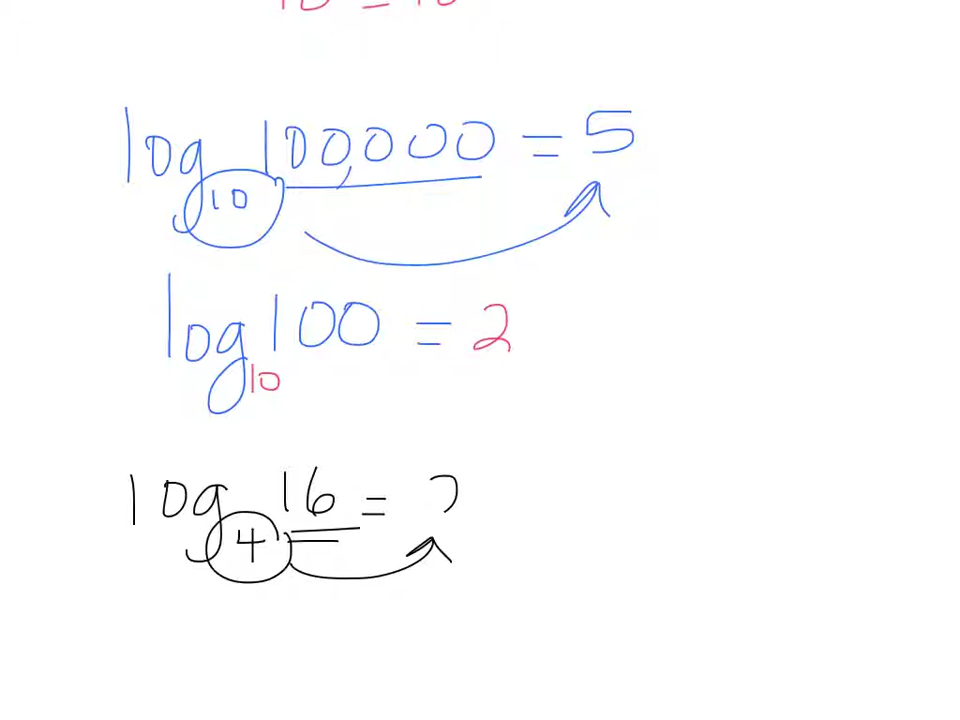 log₁₀ 100,000 = 5
log₁₀ 100 = 2
log₄ 16 = ?